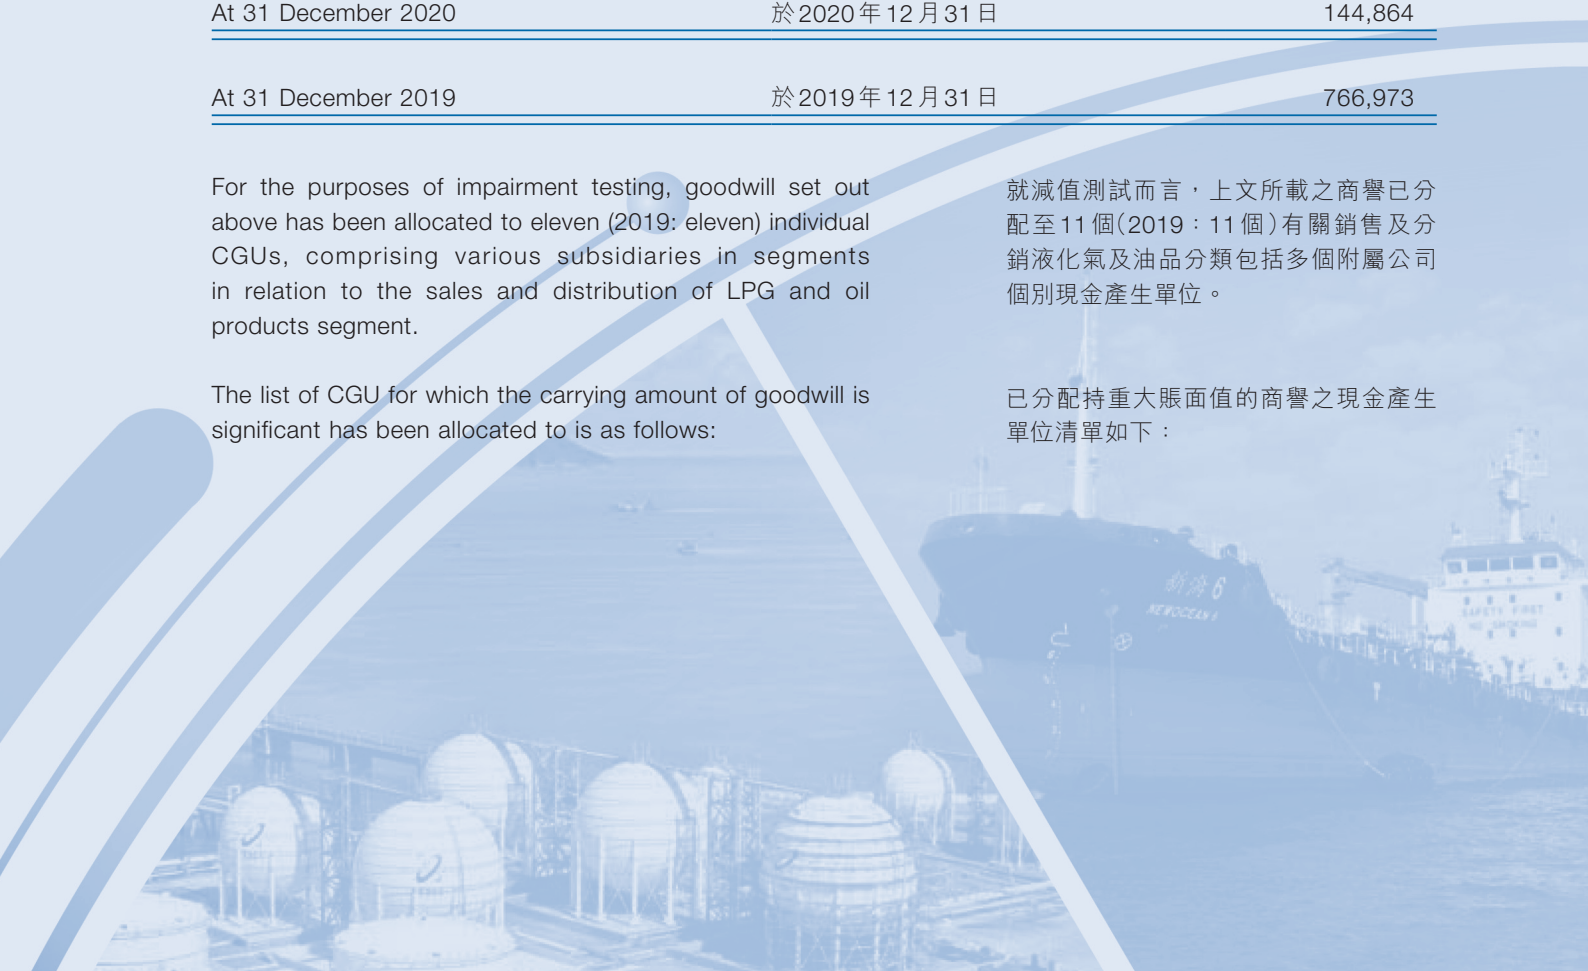 At 31 December 2020 於2020年12月31日 144,864
At 31 December 2019 於2019年12月31日 766,973
For the purposes of impairment testing, goodwill set out
above has been allocated to eleven (2019: eleven) individual
CGUs, comprising various subsidiaries in segments
in relation to the sales and distribution of LPG and oil
products segment.
就減值測試而言，上文所載之商譽已分
配至11個(2019：11個)有關銷售及分
銷液化氣及油品分類包括多個附屬公司
個別現金產生單位。
The list of CGU for which the carrying amount of goodwill is
significant has been allocated to is as follows:
已分配持重大賬面值的商譽之現金產生
單位清單如下：
6
NEWOCEAN 6
SAFETY FIRST
NO SMOKING